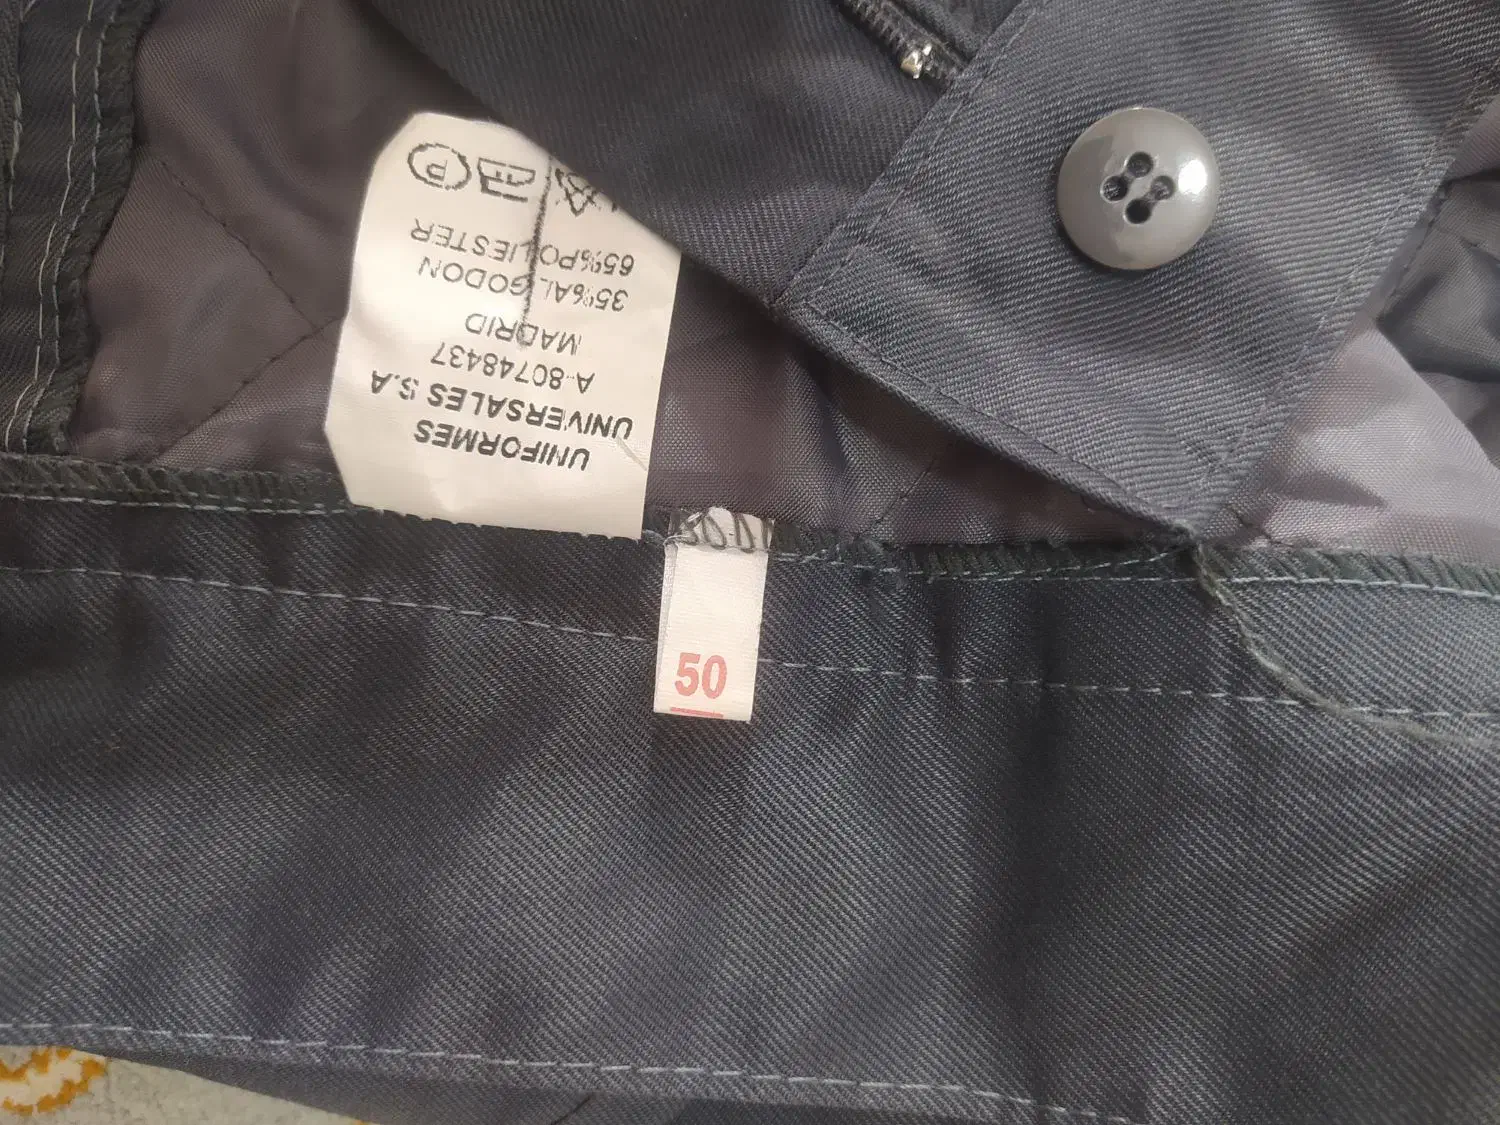 UNIFORMES
UNIVERSALES S.A
A-80748437
MADRID
35%ALGODON
65%POLIESTER
P
50